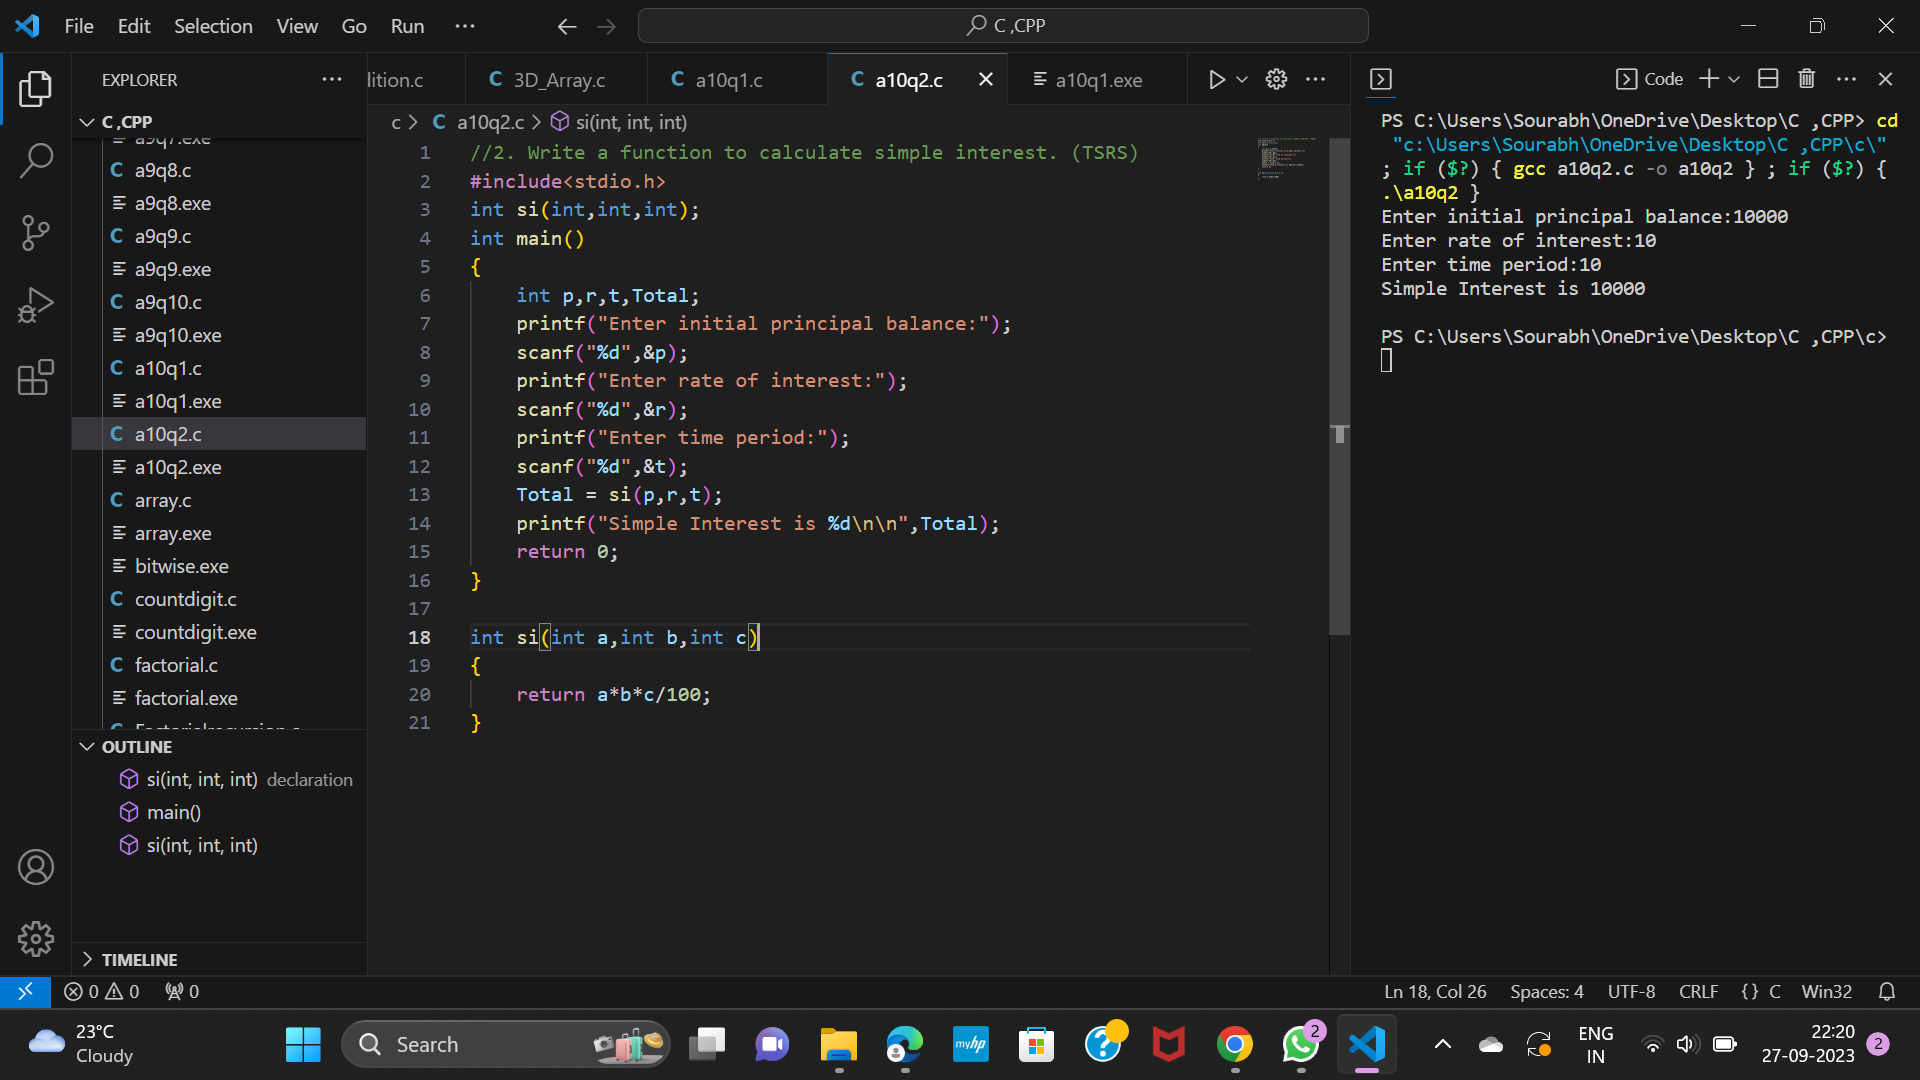 File Edit Selection View Go Run ···
C ,CPP
EXPLORER
lition.c
3D_Array.c
a10q1.c
a10q2.c
a10q1.exe
Code
C ,CPP
a9q7.exe
a9q8.c
a9q8.exe
a9q9.c
a9q9.exe
a9q10.c
a9q10.exe
a10q1.c
a10q1.exe
a10q2.c
a10q2.exe
array.c
array.exe
bitwise.exe
countdigit.c
countdigit.exe
factorial.c
factorial.exe
Factorialrecursion.c
OUTLINE
si(int, int, int) declaration
main()
si(int, int, int)
TIMELINE
c > C a10q2.c > si(int, int, int)
1 //2. Write a function to calculate simple interest. (TSRS)
2 #include<stdio.h>
3 int si(int,int,int);
4 int main()
5 {
6 int p,r,t,Total;
7 printf("Enter initial principal balance:");
8 scanf("%d",&p);
9 printf("Enter rate of interest:");
10 scanf("%d",&r);
11 printf("Enter time period:");
12 scanf("%d",&t);
13 Total = si(p,r,t);
14 printf("Simple Interest is %d\n\n",Total);
15 return 0;
16 }
17
18 int si(int a,int b,int c)
19 {
20 return a*b*c/100;
21 }
PS C:\Users\Sourabh\OneDrive\Desktop\C ,CPP> cd
"c:\Users\Sourabh\OneDrive\Desktop\C ,CPP\c\"
; if ($?) { gcc a10q2.c -o a10q2 } ; if ($?) {
.\a10q2 }
Enter initial principal balance:10000
Enter rate of interest:10
Enter time period:10
Simple Interest is 10000
PS C:\Users\Sourabh\OneDrive\Desktop\C ,CPP\c>
0 0 0
Ln 18, Col 26 Spaces: 4 UTF-8 CRLF {} C Win32
23°C
Cloudy
Search
myhp
2
ENG
IN
22:20
27-09-2023
2